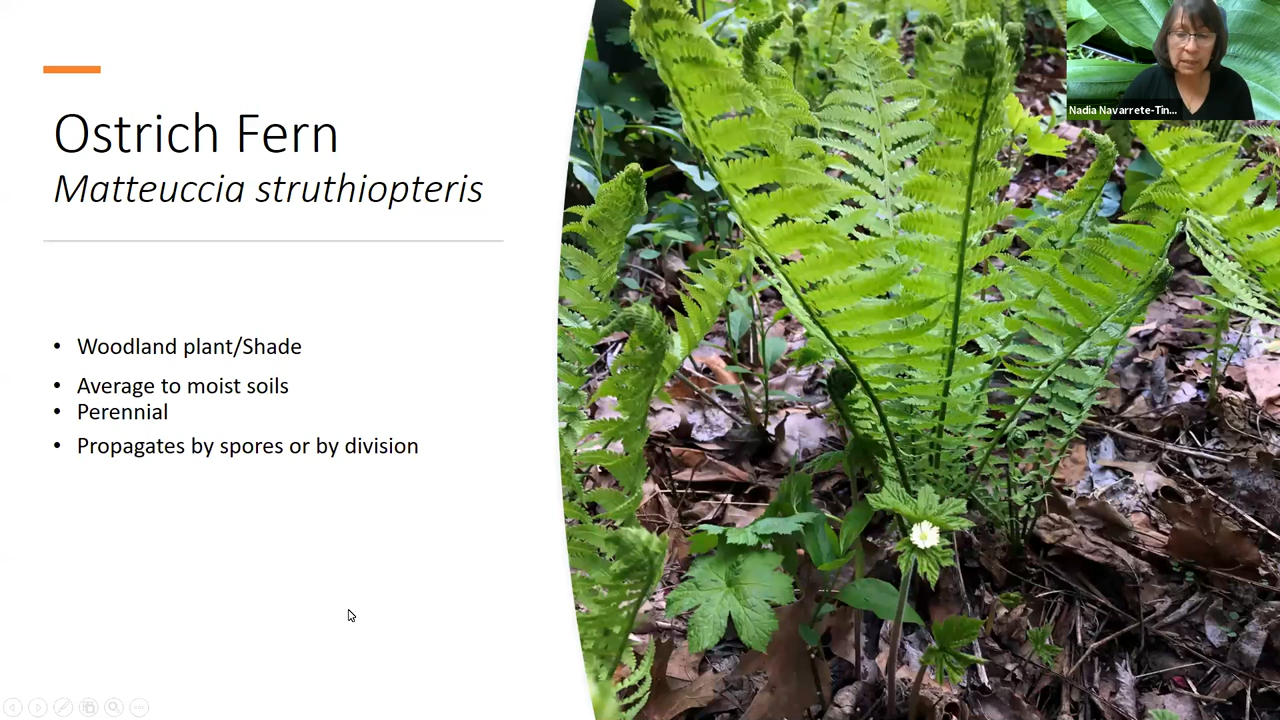 Ostrich Fern
Matteuccia struthiopteris
• Woodland plant/Shade
• Average to moist soils
• Perennial
• Propagates by spores or by division
Nadia Navarrete-Tin...